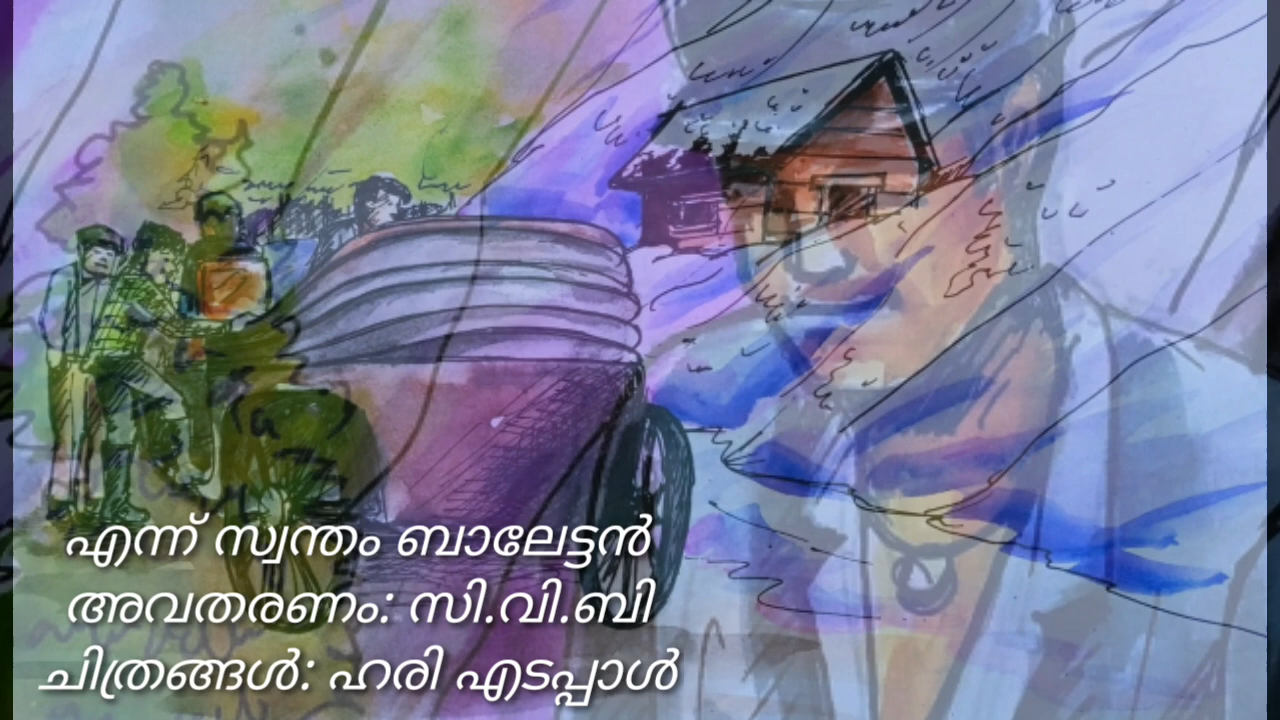 എന്ന് സ്വന്തം ബാലേട്ടൻ
അവതരണം: സി.വി.ബി
ചിത്രങ്ങൾ: ഹരി എടപ്പാൾ